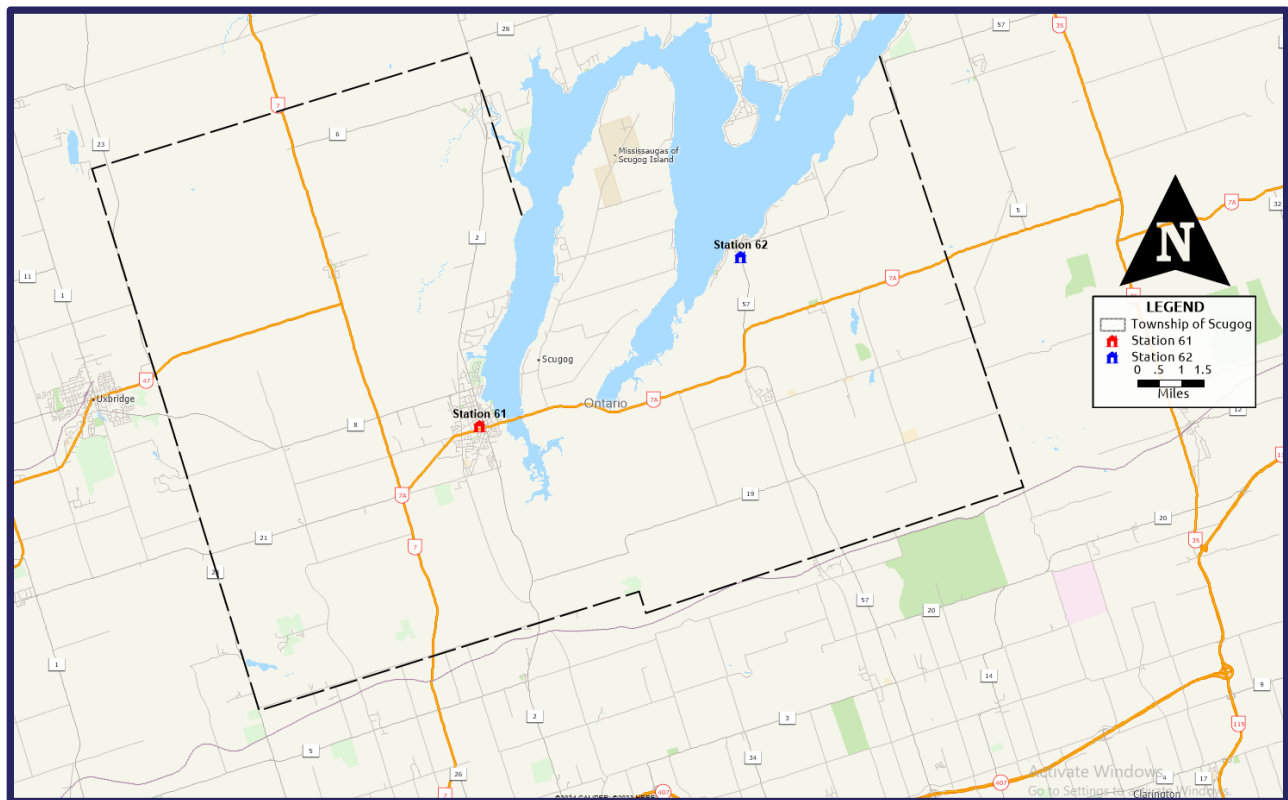 28
57
35
7
6
23
Mississaugas of
Scugog Island
5
7A
32
2
Station 62
11
1
7A
57
LEGEND
Township of Scugog
Station 61
Station 62
0 .5 1 1.5
Miles
Scugog
47
Uxbridge
Ontario
7A
Station 61
8
12
7A
19
20
21
7
35
57
20
1
14
2
3
9
5
34
115
26
Activate Windows
407
4
17
7
407
Go to Settings to activate Windows.
Clarington